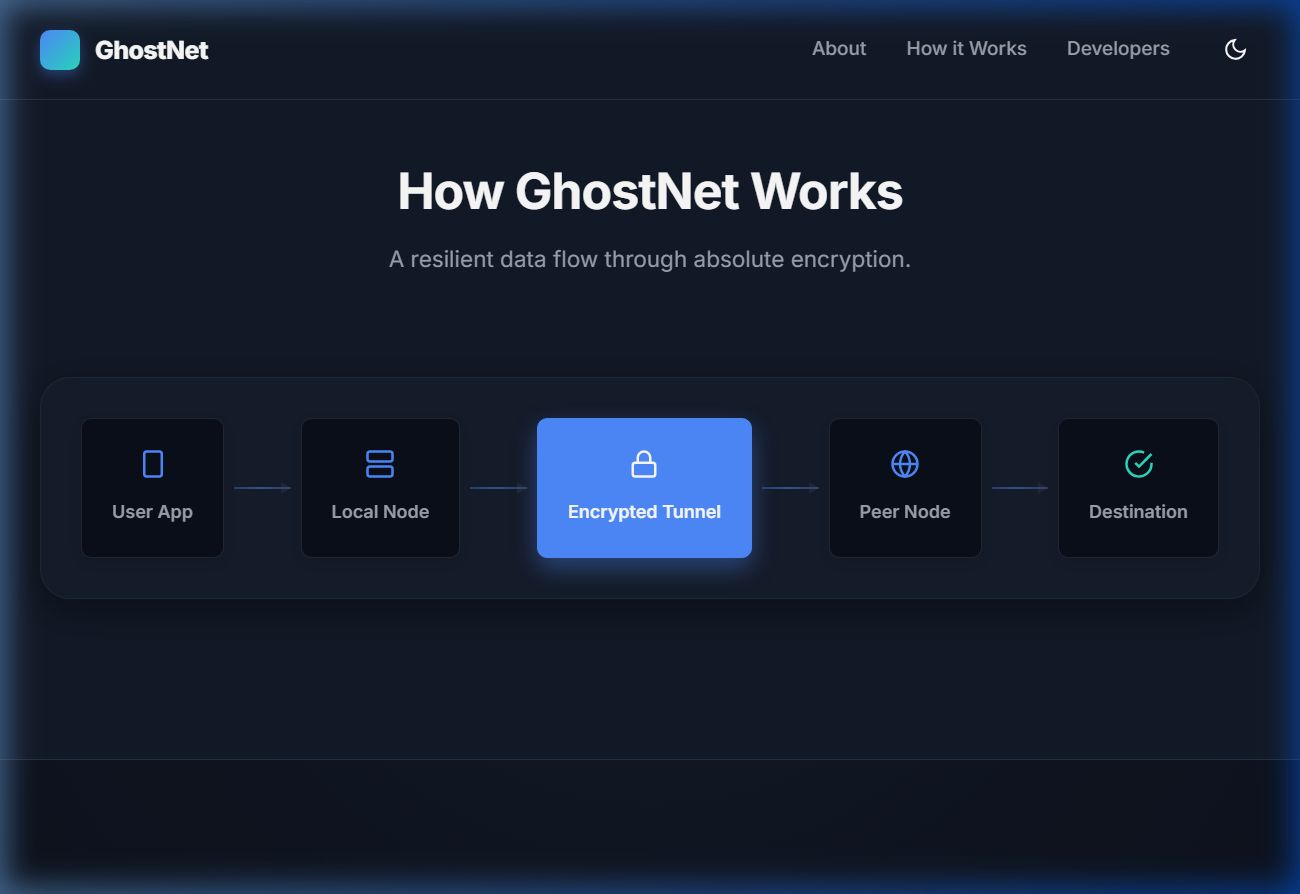 GhostNet
About
How it Works
Developers
How GhostNet Works
A resilient data flow through absolute encryption.
User App
Local Node
Encrypted Tunnel
Peer Node
Destination